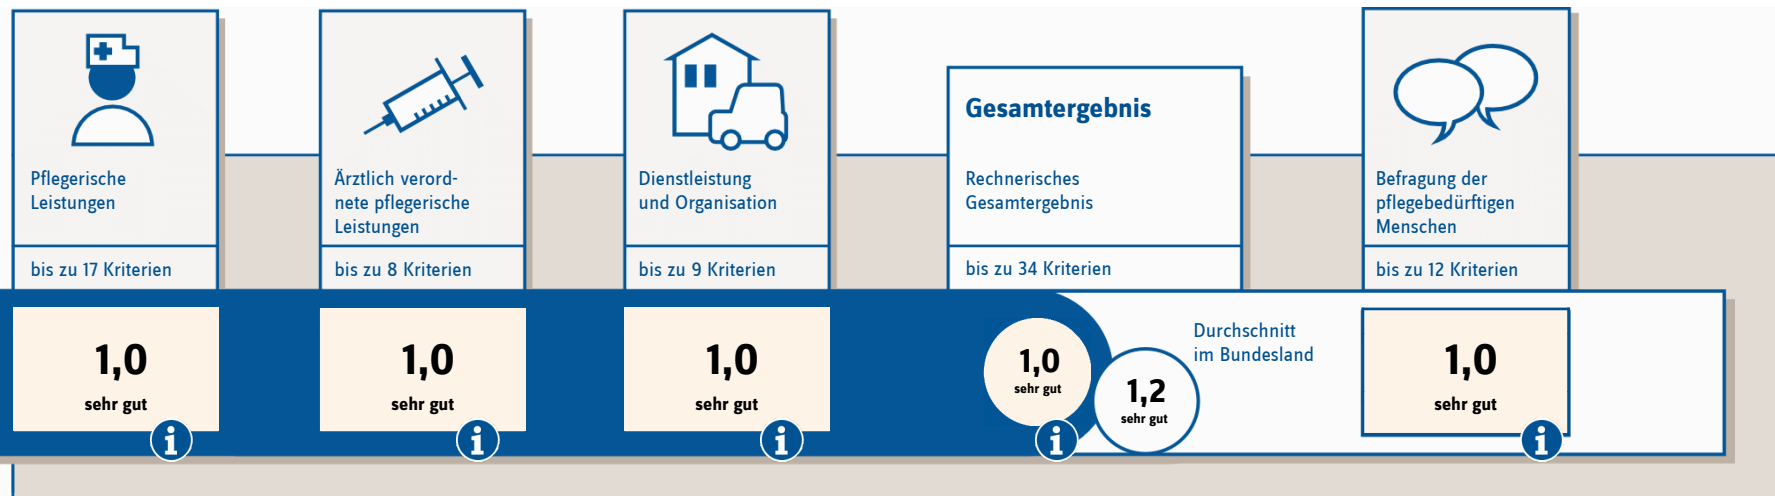 Pflegerische
Leistungen
bis zu 17 Kriterien
1,0
sehr gut
i
Ärztlich verord-
nete pflegerische
Leistungen
bis zu 8 Kriterien
1,0
sehr gut
i
Dienstleistung
und Organisation
bis zu 9 Kriterien
1,0
sehr gut
i
Gesamtergebnis
Rechnerisches
Gesamtergebnis
bis zu 34 Kriterien
1,0
sehr gut
i
1,2
sehr gut
Durchschnitt
im Bundesland
Befragung der
pflegebedürftigen
Menschen
bis zu 12 Kriterien
1,0
sehr gut
i